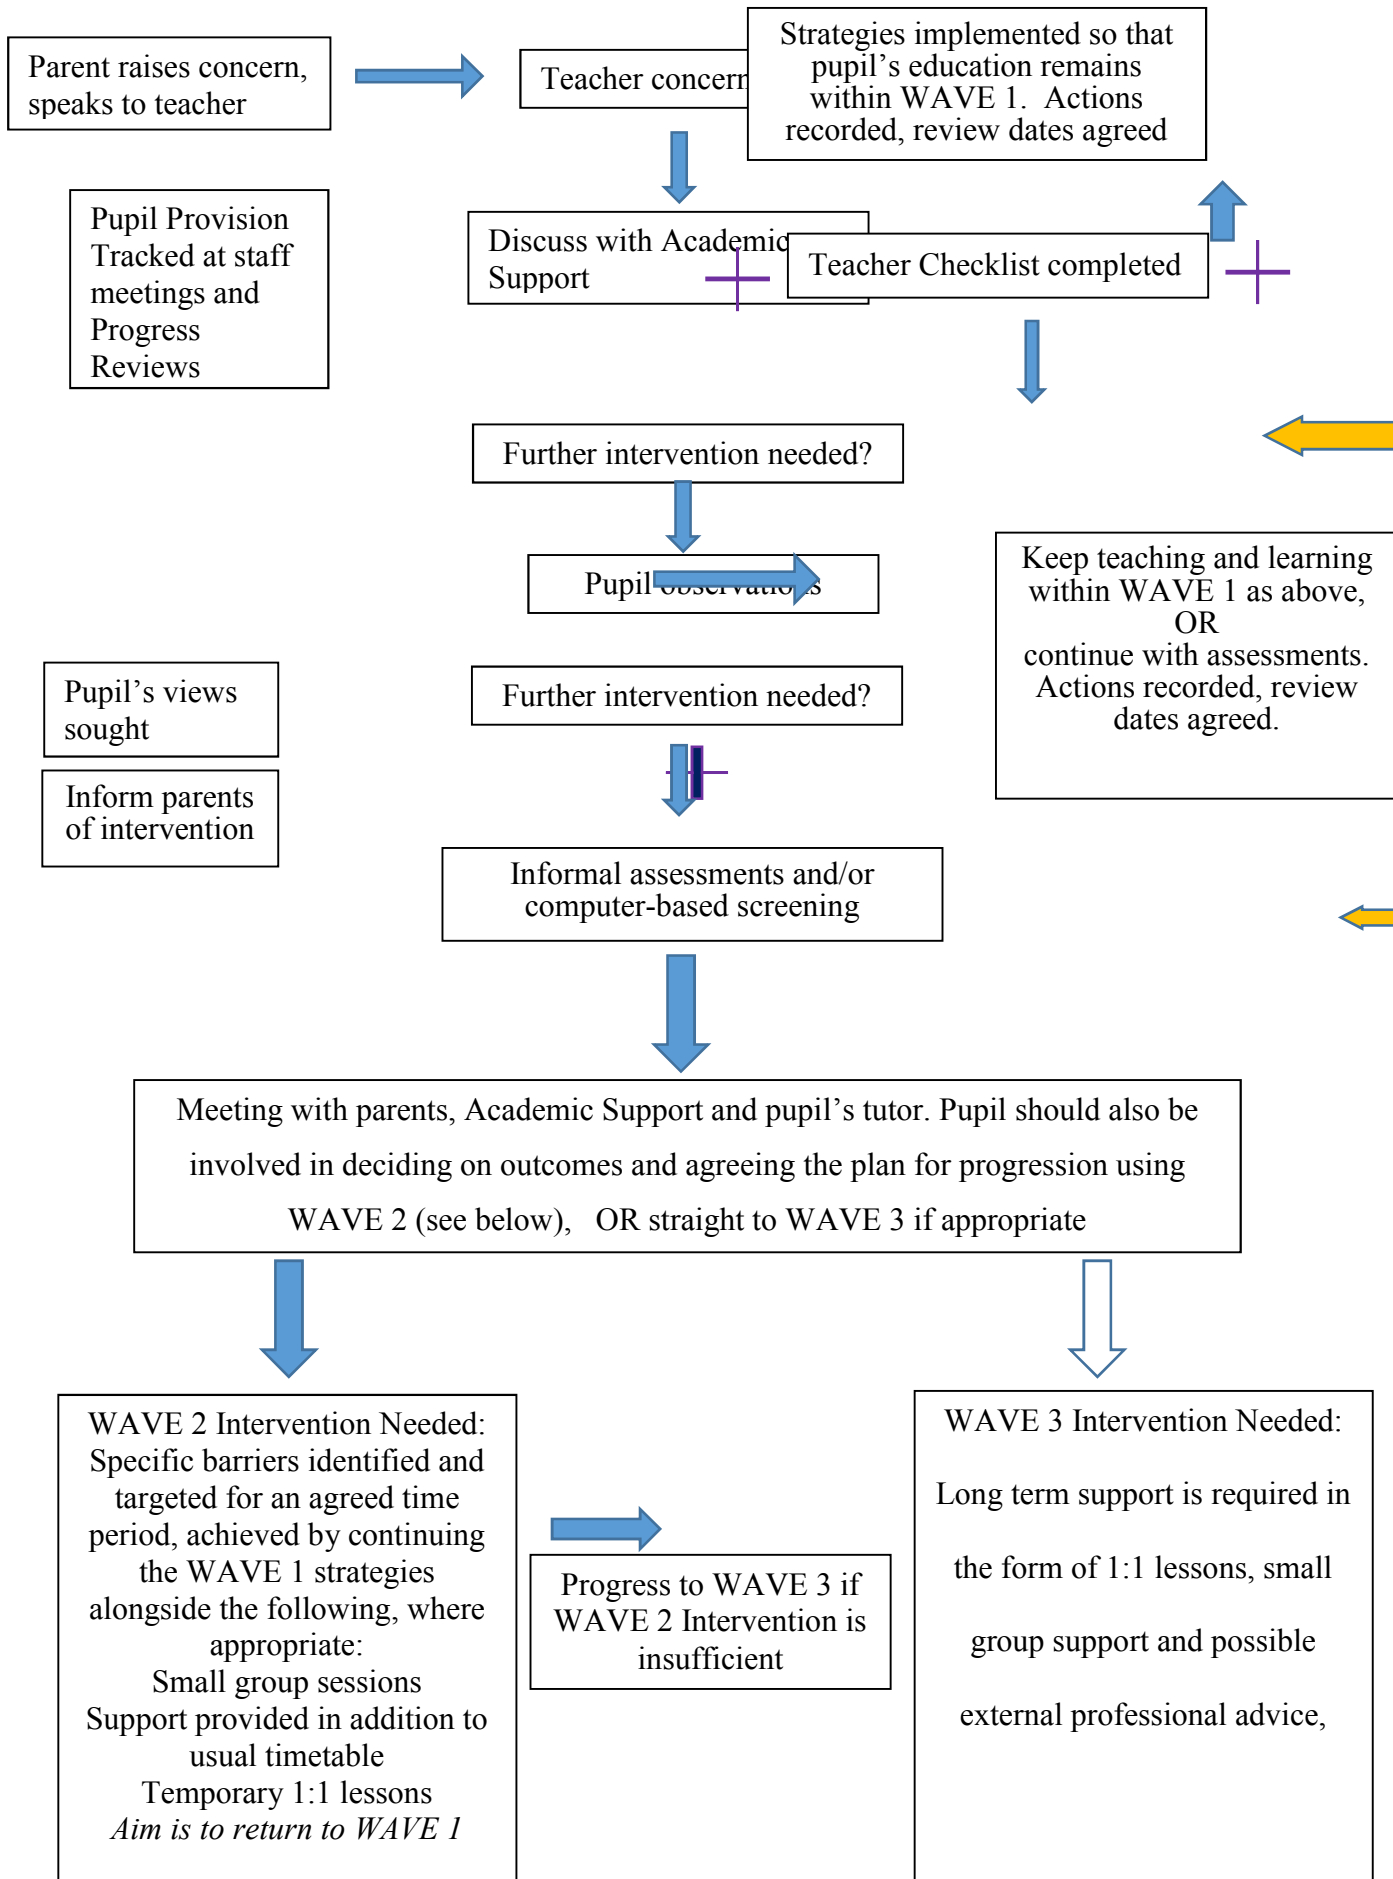 Parent raises concern,
speaks to teacher
Teacher concern
Strategies implemented so that
pupil’s education remains
within WAVE 1.  Actions
recorded, review dates agreed
Pupil Provision
Tracked at staff
meetings and
Progress
Reviews
Discuss with Academic
Support
Teacher Checklist completed
Further intervention needed?
Pupil observations
Keep teaching and learning
within WAVE 1 as above,
OR
continue with assessments.
Actions recorded, review
dates agreed.
Pupil’s views
sought
Further intervention needed?
Inform parents
of intervention
Informal assessments and/or
computer-based screening
Meeting with parents, Academic Support and pupil’s tutor. Pupil should also be
involved in deciding on outcomes and agreeing the plan for progression using
WAVE 2 (see below),   OR straight to WAVE 3 if appropriate
WAVE 2 Intervention Needed:
Specific barriers identified and
targeted for an agreed time
period, achieved by continuing
the WAVE 1 strategies
alongside the following, where
appropriate:
Small group sessions
Support provided in addition to
usual timetable
Temporary 1:1 lessons
Aim is to return to WAVE 1
Progress to WAVE 3 if
WAVE 2 Intervention is
insufficient
WAVE 3 Intervention Needed:
Long term support is required in
the form of 1:1 lessons, small
group support and possible
external professional advice,